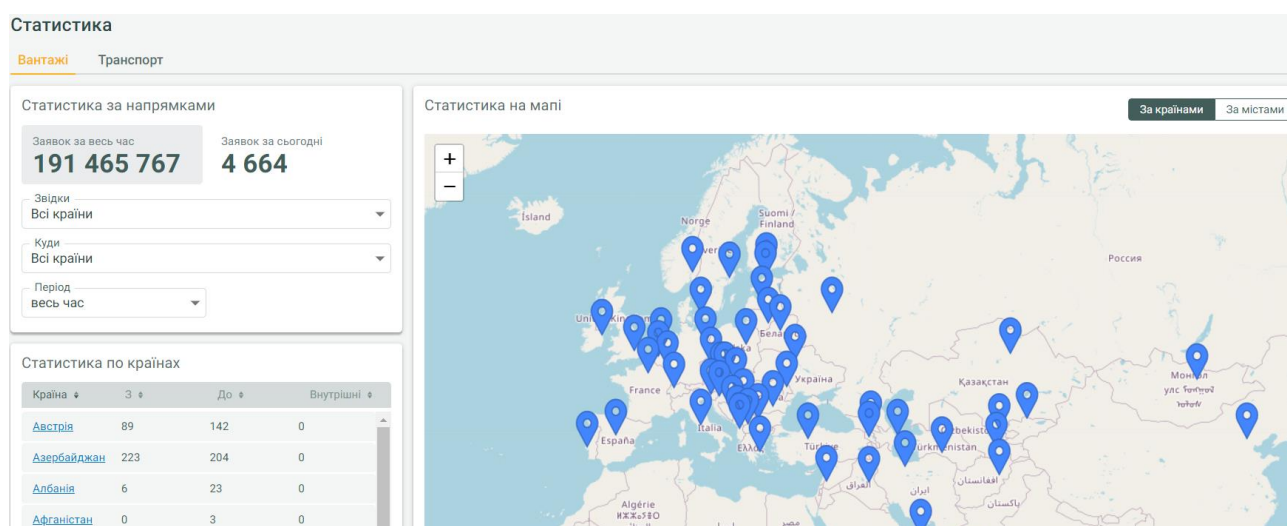 Статистика
Вантажі Транспорт
Статистика за напрямками
Заявок за весь час
191 465 767
Заявок за сьогодні
4 664
Звідки
Всі країни
Куди
Всі країни
Період
весь час
Статистика по країнах
Країна З До Внутрішні
Австрія 89 142 0
Азербайджан 223 204 0
Албанія 6 23 0
Афганістан 0 3 0
Статистика на мапі
За країнами За містами
+
−
Ísland
Norge
Suomi /
Finland
Россия
Украї́на
Қазақстан
France
España
Italia
افغانستان
ایران
العراق
پاکستان
Algérie
مصر